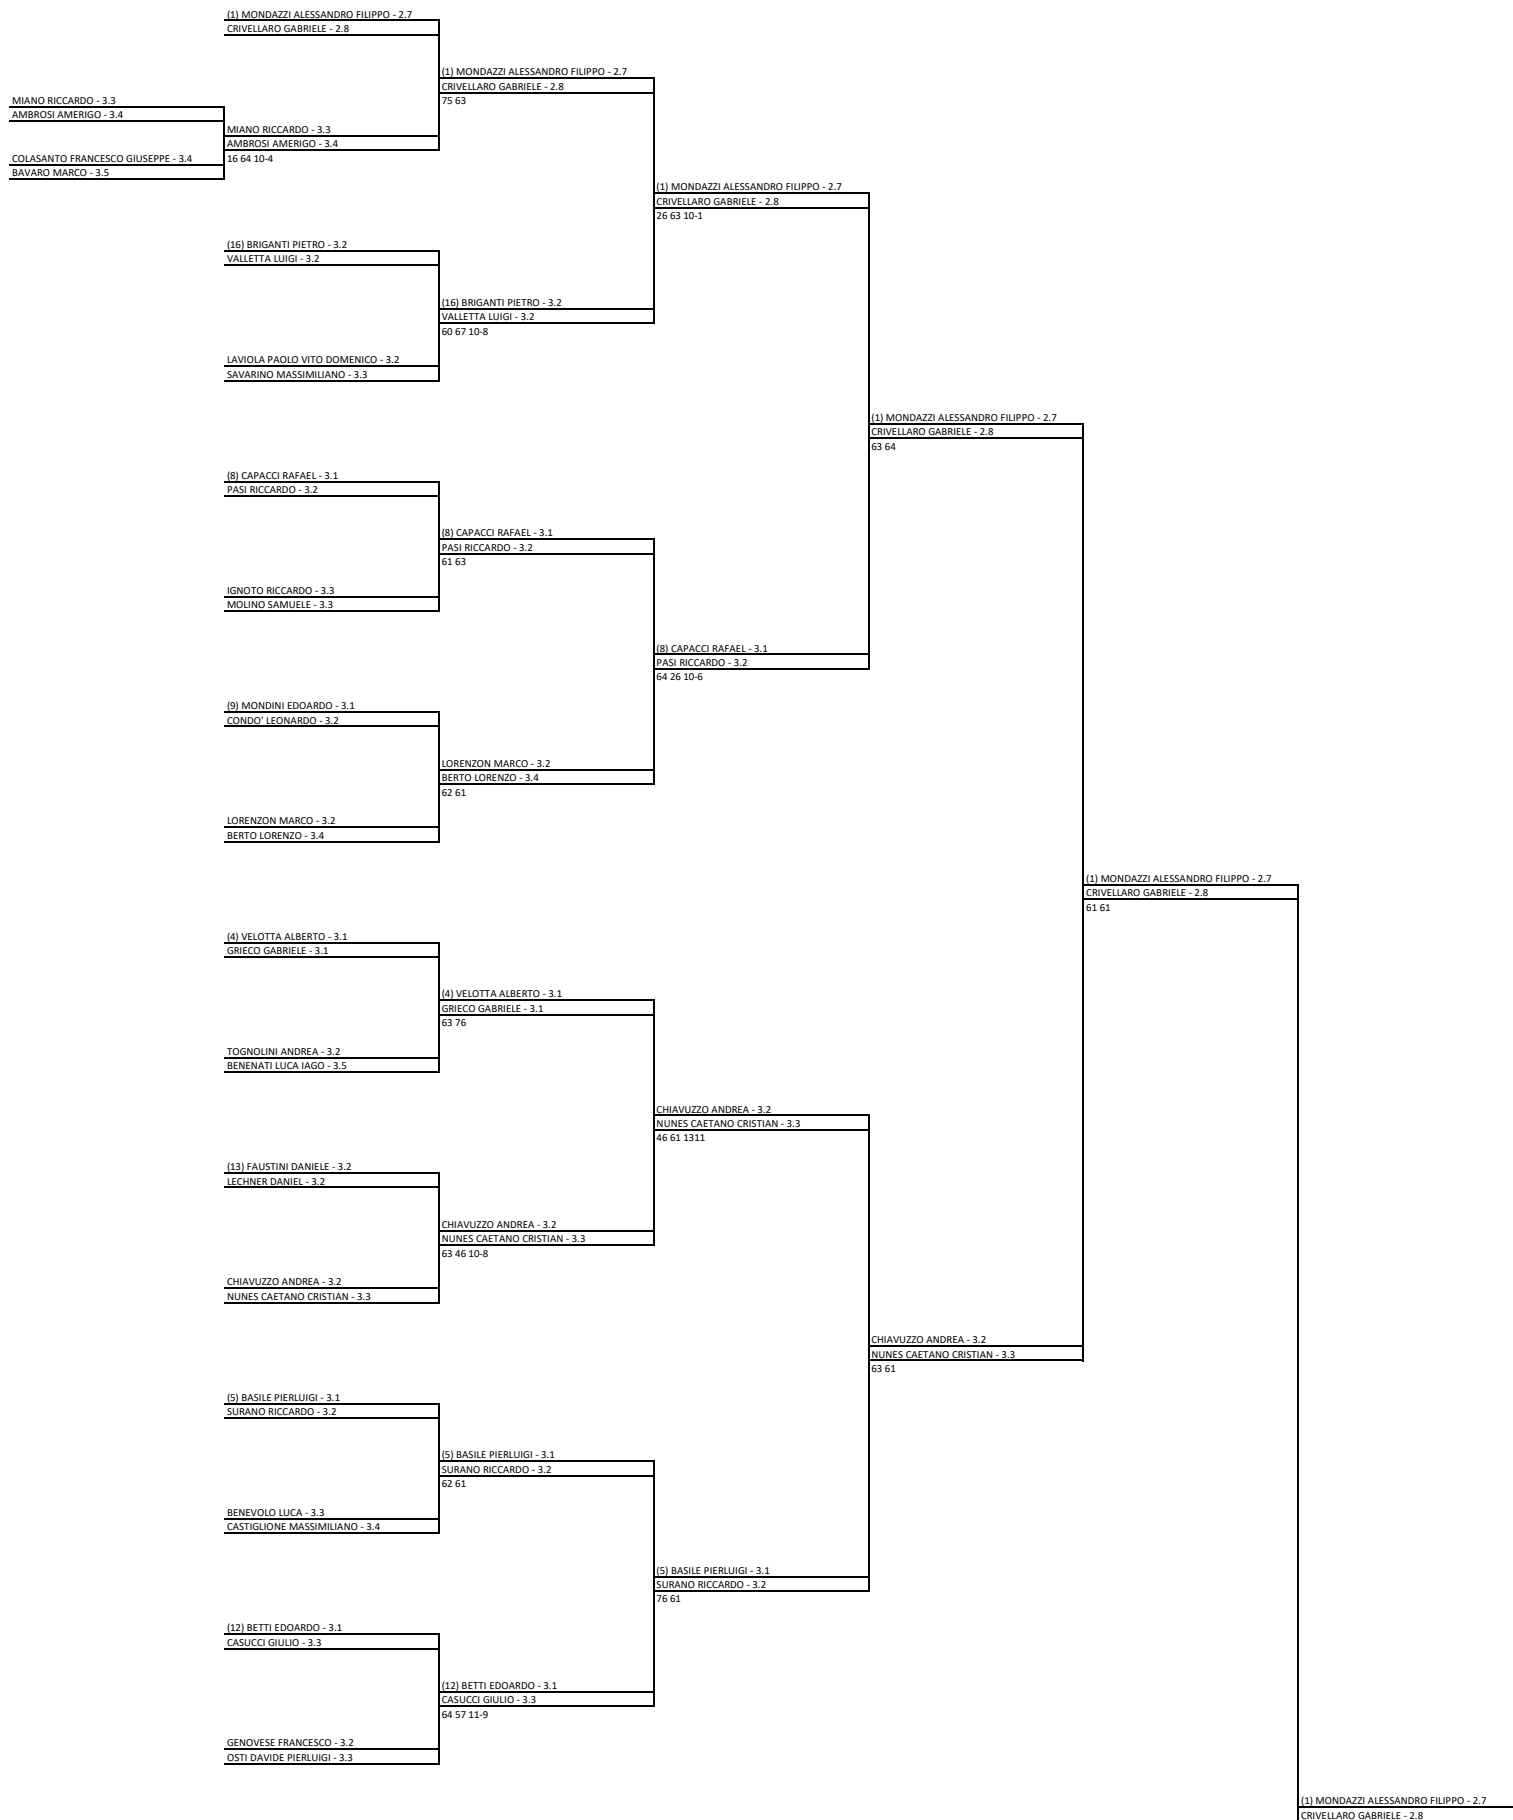 (1) MONDAZZI ALESSANDRO FILIPPO - 2.7
CRIVELLARO GABRIELE - 2.8
(1) MONDAZZI ALESSANDRO FILIPPO - 2.7
CRIVELLARO GABRIELE - 2.8
75 63
MIANO RICCARDO - 3.3
AMBROSI AMERIGO - 3.4
MIANO RICCARDO - 3.3
AMBROSI AMERIGO - 3.4
16 64 10-4
COLASANTO FRANCESCO GIUSEPPE - 3.4
BAVARO MARCO - 3.5
(1) MONDAZZI ALESSANDRO FILIPPO - 2.7
CRIVELLARO GABRIELE - 2.8
26 63 10-1
(16) BRIGANTI PIETRO - 3.2
VALLETTA LUIGI - 3.2
(16) BRIGANTI PIETRO - 3.2
VALLETTA LUIGI - 3.2
60 67 10-8
LAVIOLA PAOLO VITO DOMENICO - 3.2
SAVARINO MASSIMILIANO - 3.3
(1) MONDAZZI ALESSANDRO FILIPPO - 2.7
CRIVELLARO GABRIELE - 2.8
63 64
(8) CAPACCI RAFAEL - 3.1
PASI RICCARDO - 3.2
(8) CAPACCI RAFAEL - 3.1
PASI RICCARDO - 3.2
61 63
IGNOTO RICCARDO - 3.3
MOLINO SAMUELE - 3.3
(8) CAPACCI RAFAEL - 3.1
PASI RICCARDO - 3.2
64 26 10-6
(9) MONDINI EDOARDO - 3.1
CONDO' LEONARDO - 3.2
LORENZON MARCO - 3.2
BERTO LORENZO - 3.4
62 61
LORENZON MARCO - 3.2
BERTO LORENZO - 3.4
(1) MONDAZZI ALESSANDRO FILIPPO - 2.7
CRIVELLARO GABRIELE - 2.8
61 61
(4) VELOTTA ALBERTO - 3.1
GRIECO GABRIELE - 3.1
(4) VELOTTA ALBERTO - 3.1
GRIECO GABRIELE - 3.1
63 76
TOGNOLINI ANDREA - 3.2
BENENATI LUCA IAGO - 3.5
CHIAVUZZO ANDREA - 3.2
NUNES CAETANO CRISTIAN - 3.3
46 61 1311
(13) FAUSTINI DANIELE - 3.2
LECHNER DANIEL - 3.2
CHIAVUZZO ANDREA - 3.2
NUNES CAETANO CRISTIAN - 3.3
63 46 10-8
CHIAVUZZO ANDREA - 3.2
NUNES CAETANO CRISTIAN - 3.3
CHIAVUZZO ANDREA - 3.2
NUNES CAETANO CRISTIAN - 3.3
63 61
(5) BASILE PIERLUIGI - 3.1
SURANO RICCARDO - 3.2
(5) BASILE PIERLUIGI - 3.1
SURANO RICCARDO - 3.2
62 61
BENEVOLO LUCA - 3.3
CASTIGLIONE MASSIMILIANO - 3.4
(5) BASILE PIERLUIGI - 3.1
SURANO RICCARDO - 3.2
76 61
(12) BETTI EDOARDO - 3.1
CASUCCI GIULIO - 3.3
(12) BETTI EDOARDO - 3.1
CASUCCI GIULIO - 3.3
64 57 11-9
GENOVESE FRANCESCO - 3.2
OSTI DAVIDE PIERLUIGI - 3.3
(1) MONDAZZI ALESSANDRO FILIPPO - 2.7
CRIVELLARO GABRIELE - 2.8